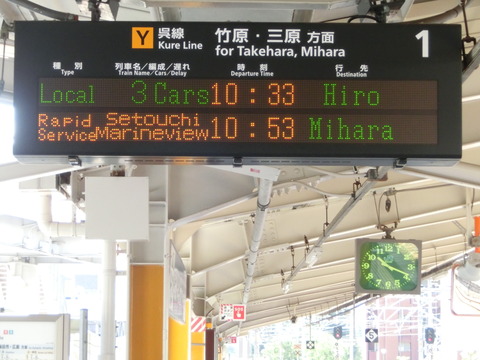 Y 呉線 竹原・三原 方面 1
Kure Line for Takehara, Mihara
種別 列車名/編成/遅れ 時刻 行先
Type Train Name/Cars/Delay Departure Time Destination
Local 3 Cars 10:33 Hiro
Rapid Service Setouchi Marineview 10:53 Mihara